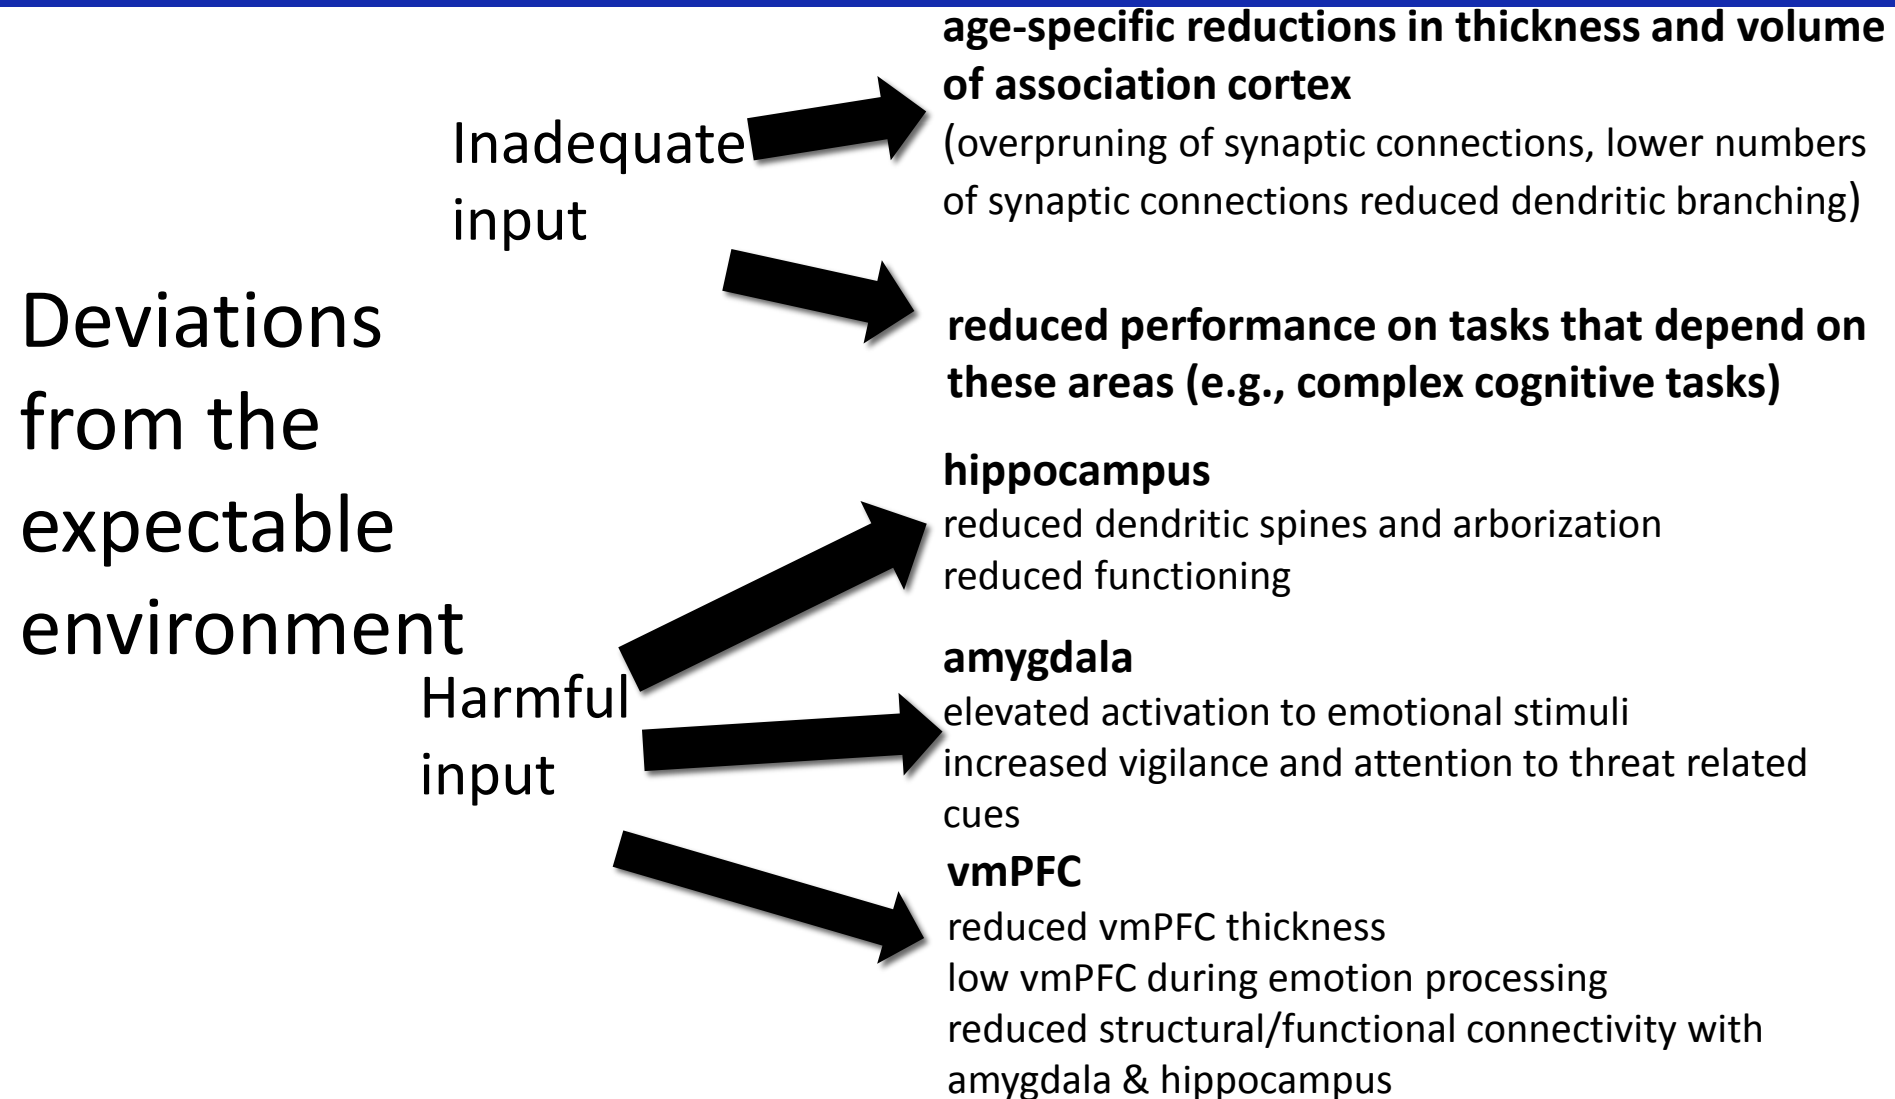 Deviations
from the
expectable
environment
Inadequate
input
age-specific reductions in thickness and volume
of association cortex
(overpruning of synaptic connections, lower numbers
of synaptic connections reduced dendritic branching)
reduced performance on tasks that depend on
these areas (e.g., complex cognitive tasks)
Harmful
input
hippocampus
reduced dendritic spines and arborization
reduced functioning
amygdala
elevated activation to emotional stimuli
increased vigilance and attention to threat related
cues
vmPFC
reduced vmPFC thickness
low vmPFC during emotion processing
reduced structural/functional connectivity with
amygdala & hippocampus